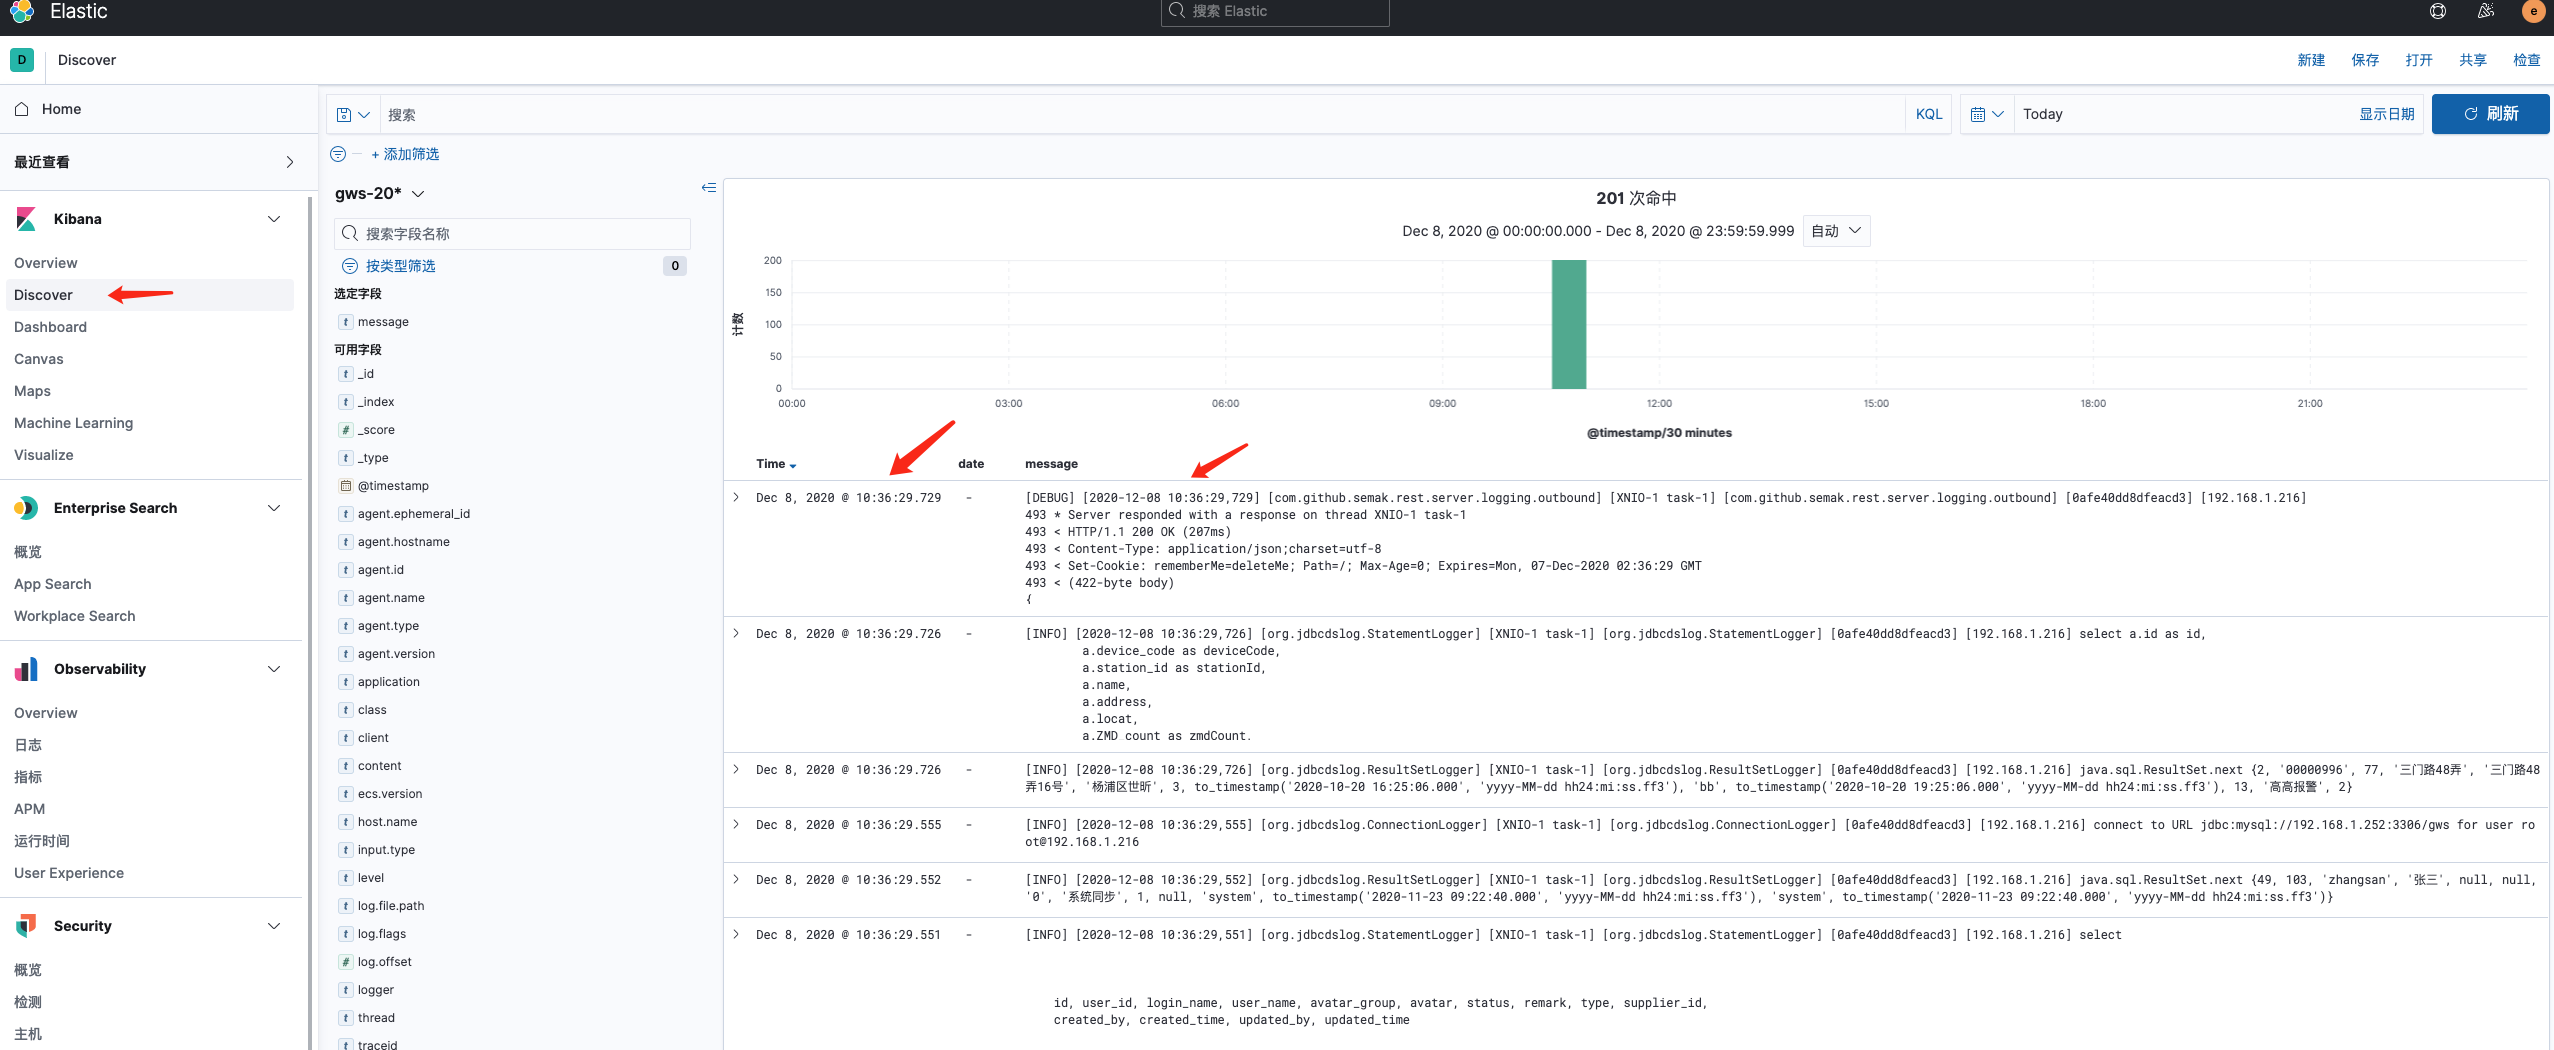 Elastic
搜索 Elastic
e
D
Discover
新建
保存
打开
共享
检查
Home
最近查看
Kibana
Overview
Discover
Dashboard
Canvas
Maps
Machine Learning
Visualize
Enterprise Search
概览
App Search
Workplace Search
Observability
Overview
日志
指标
APM
运行时间
User Experience
Security
概览
检测
主机
搜索
KQL
Today
显示日期
刷新
+ 添加筛选
gws-20*
搜索字段名称
按类型筛选
0
选定字段
t message
可用字段
t _id
t _index
# _score
t _type
@timestamp
t agent.ephemeral_id
t agent.hostname
t agent.id
t agent.name
t agent.type
t agent.version
t application
t class
t client
t content
t ecs.version
t host.name
t input.type
t level
t log.file.path
t log.flags
# log.offset
t logger
t thread
t traceid
201 次命中
Dec 8, 2020 @ 00:00:00.000 - Dec 8, 2020 @ 23:59:59.999
自动
计数
200
150
100
50
0
00:00
03:00
06:00
09:00
12:00
15:00
18:00
21:00
@timestamp/30 minutes
Time
date
message
Dec 8, 2020 @ 10:36:29.729
-
[DEBUG] [2020-12-08 10:36:29,729] [com.github.semak.rest.server.logging.outbound] [XNIO-1 task-1] [com.github.semak.rest.server.logging.outbound] [0afe40dd8dfeacd3] [192.168.1.216]
493 * Server responded with a response on thread XNIO-1 task-1
493 < HTTP/1.1 200 OK (207ms)
493 < Content-Type: application/json;charset=utf-8
493 < Set-Cookie: rememberMe=deleteMe; Path=/; Max-Age=0; Expires=Mon, 07-Dec-2020 02:36:29 GMT
493 < (422-byte body)
{
Dec 8, 2020 @ 10:36:29.726
-
[INFO] [2020-12-08 10:36:29,726] [org.jdbcdslog.StatementLogger] [XNIO-1 task-1] [org.jdbcdslog.StatementLogger] [0afe40dd8dfeacd3] [192.168.1.216] select a.id as id,
a.device_code as deviceCode,
a.station_id as stationId,
a.name,
a.address,
a.locat,
a.ZMD_count as zmdCount,
Dec 8, 2020 @ 10:36:29.726
-
[INFO] [2020-12-08 10:36:29,726] [org.jdbcdslog.ResultSetLogger] [XNIO-1 task-1] [org.jdbcdslog.ResultSetLogger] [0afe40dd8dfeacd3] [192.168.1.216] java.sql.ResultSet.next {2, '00000996', 77, '三门路48弄', '三门路48
弄16号', '杨浦区世昕', 3, to_timestamp('2020-10-20 16:25:06.000', 'yyyy-MM-dd hh24:mi:ss.ff3'), 'bb', to_timestamp('2020-10-20 19:25:06.000', 'yyyy-MM-dd hh24:mi:ss.ff3'), 13, '高高报警', 2}
Dec 8, 2020 @ 10:36:29.555
-
[INFO] [2020-12-08 10:36:29,555] [org.jdbcdslog.ConnectionLogger] [XNIO-1 task-1] [org.jdbcdslog.ConnectionLogger] [0afe40dd8dfeacd3] [192.168.1.216] connect to URL jdbc:mysql://192.168.1.252:3306/gws for user ro
ot@192.168.1.216
Dec 8, 2020 @ 10:36:29.552
-
[INFO] [2020-12-08 10:36:29,552] [org.jdbcdslog.ResultSetLogger] [XNIO-1 task-1] [org.jdbcdslog.ResultSetLogger] [0afe40dd8dfeacd3] [192.168.1.216] java.sql.ResultSet.next {49, 103, 'zhangsan', '张三', null, null,
'0', '系统同步', 1, null, 'system', to_timestamp('2020-11-23 09:22:40.000', 'yyyy-MM-dd hh24:mi:ss.ff3'), 'system', to_timestamp('2020-11-23 09:22:40.000', 'yyyy-MM-dd hh24:mi:ss.ff3')}
Dec 8, 2020 @ 10:36:29.551
-
[INFO] [2020-12-08 10:36:29,551] [org.jdbcdslog.StatementLogger] [XNIO-1 task-1] [org.jdbcdslog.StatementLogger] [0afe40dd8dfeacd3] [192.168.1.216] select
id, user_id, login_name, user_name, avatar_group, avatar, status, remark, type, supplier_id,
created_by, created_time, updated_by, updated_time